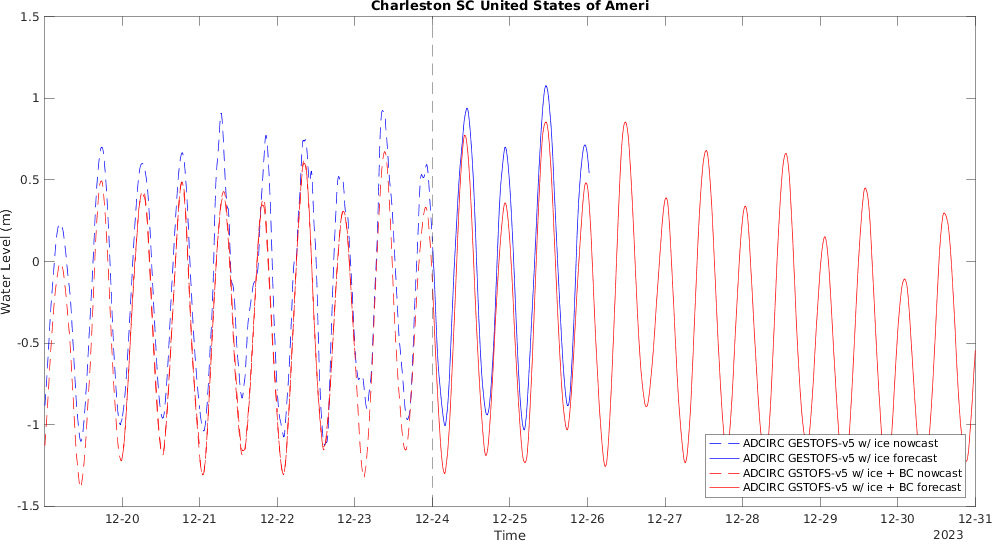 Charleston SC United States of Ameri
1.5
1
0.5
0
-0.5
-1
-1.5
Water Level (m)
ADCIRC GESTOFS-v5 w/ ice nowcast
ADCIRC GESTOFS-v5 w/ ice forecast
ADCIRC GSTOFS-v5 w/ ice + BC nowcast
ADCIRC GSTOFS-v5 w/ ice + BC forecast
12-20 12-21 12-22 12-23 12-24 12-25 12-26 12-27 12-28 12-29 12-30 12-31
Time 2023